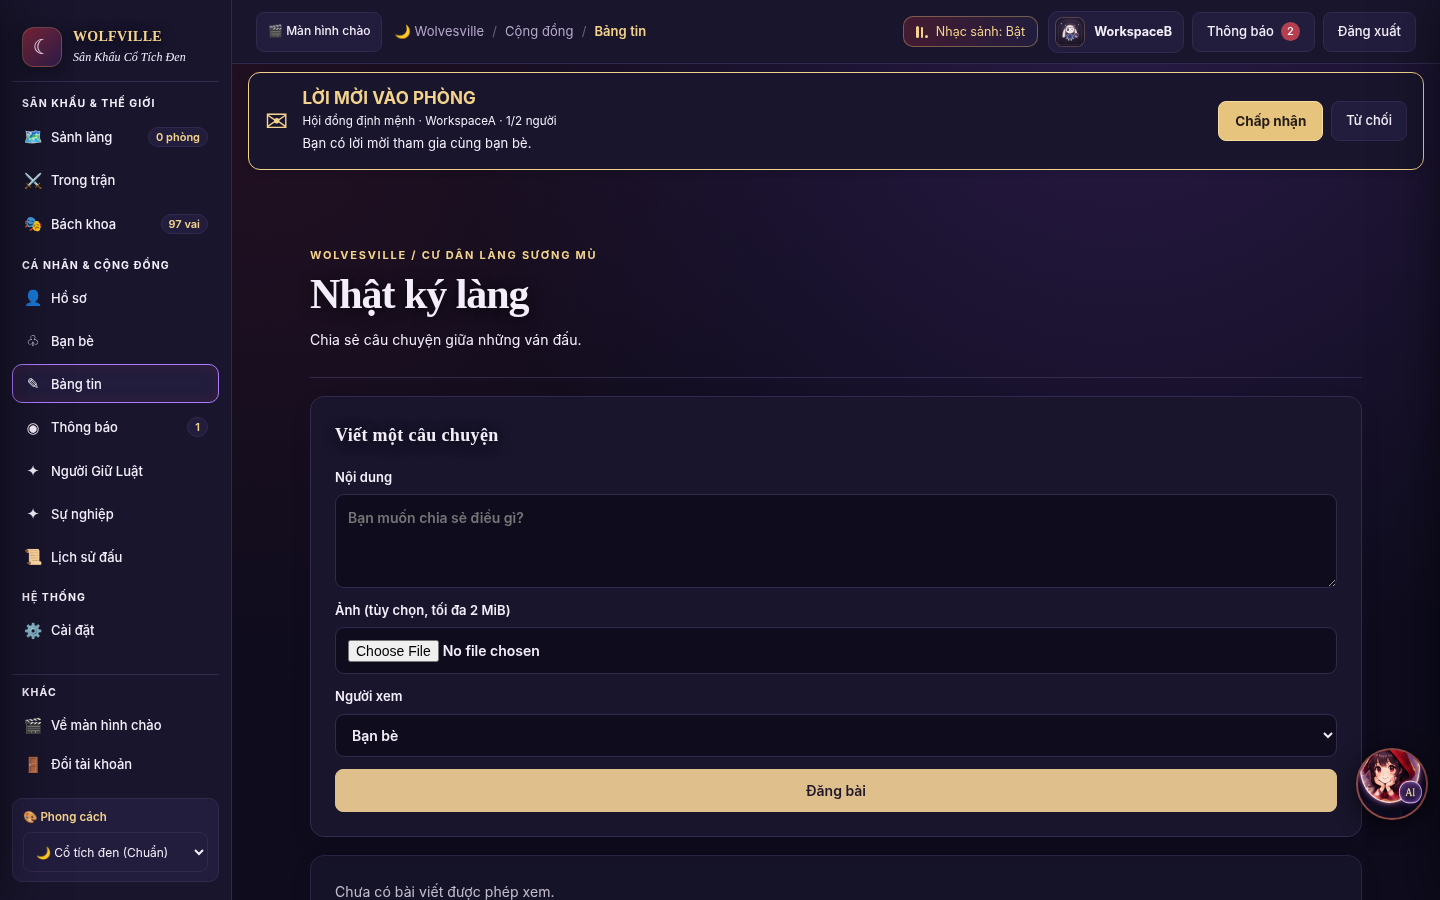 WOLFVILLE
Sân Khấu Cổ Tích Đen
SÂN KHẤU & THẾ GIỚI
Sảnh làng
0 phòng
Trong trận
Bách khoa
97 vai
CÁ NHÂN & CỘNG ĐỒNG
Hồ sơ
Bạn bè
Bảng tin
Thông báo
1
Người Giữ Luật
Sự nghiệp
Lịch sử đấu
HỆ THỐNG
Cài đặt
KHÁC
Về màn hình chào
Đổi tài khoản
Phong cách
Cổ tích đen (Chuẩn)
Màn hình chào
Wolvesville / Cộng đồng / Bảng tin
Nhạc sảnh: Bật
WorkspaceB
Thông báo 2
Đăng xuất
LỜI MỜI VÀO PHÒNG
Hội đồng định mệnh · WorkspaceA · 1/2 người
Bạn có lời mời tham gia cùng bạn bè.
Chấp nhận
Từ chối
WOLVESVILLE / CƯ DÂN LÀNG SƯƠNG MÙ
Nhật ký làng
Chia sẻ câu chuyện giữa những ván đấu.
Viết một câu chuyện
Nội dung
Bạn muốn chia sẻ điều gì?
Ảnh (tùy chọn, tối đa 2 MiB)
Choose File No file chosen
Người xem
Bạn bè
Đăng bài
AI
Chưa có bài viết được phép xem.